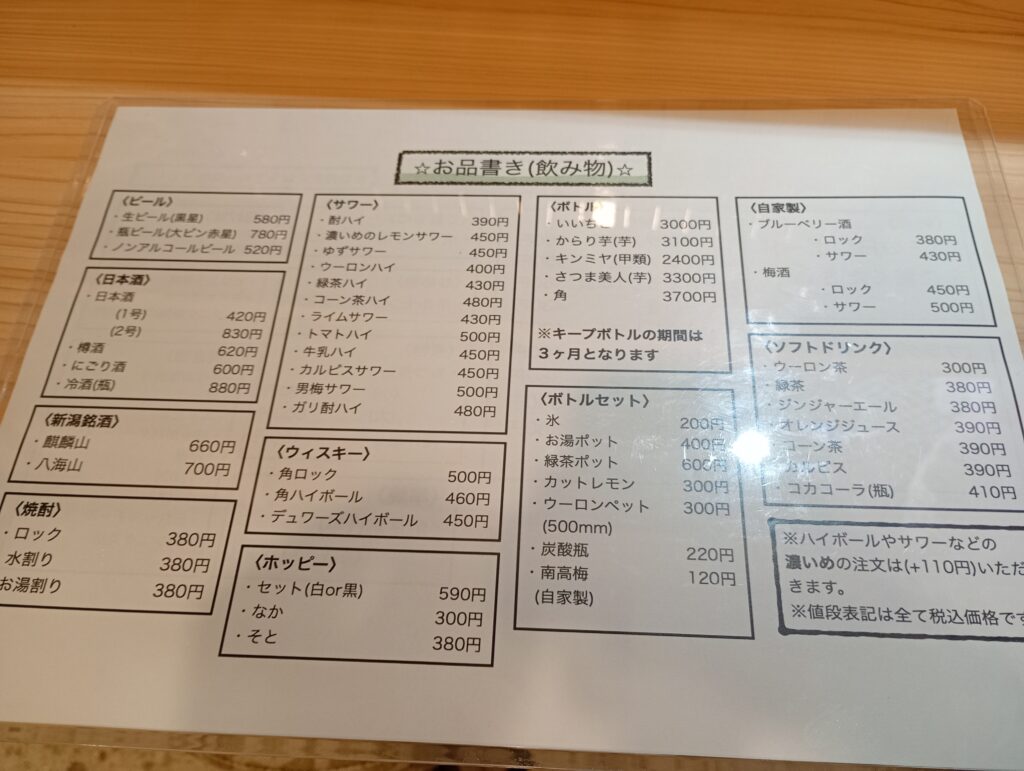 ☆お品書き(飲み物)☆
〈ビール〉
・生ビール(黒星) 580円
・瓶ビール(大ビン赤星) 780円
・ノンアルコールビール 520円
〈日本酒〉
・日本酒
(1号) 420円
(2号) 830円
・樽酒 620円
・にごり酒 600円
・冷酒(瓶) 880円
〈新潟銘酒〉
・麒麟山 660円
・八海山 700円
〈焼酎〉
・ロック 380円
水割り 380円
お湯割り 380円
〈サワー〉
・酎ハイ 390円
・濃いめのレモンサワー 450円
・ゆずサワー 450円
・ウーロンハイ 400円
・緑茶ハイ 430円
・コーン茶ハイ 480円
・ライムサワー 430円
・トマトハイ 500円
・牛乳ハイ 450円
・カルピスサワー 450円
・男梅サワー 500円
・ガリ酎ハイ 480円
〈ウィスキー〉
・角ロック 500円
・角ハイボール 460円
・デュワーズハイボール 450円
〈ホッピー〉
・セット(白or黒) 590円
・なか 300円
・そと 380円
〈ボトル〉
・いいちこ 3000円
・からり芋(芋) 3100円
・キンミヤ(甲類) 2400円
・さつま美人(芋) 3300円
・角 3700円
※キープボトルの期間は
３ヶ月となります
〈ボトルセット〉
・氷 200円
・お湯ポット 400円
・緑茶ポット 600円
・カットレモン 300円
・ウーロンペット 300円
(500mm)
・炭酸瓶 220円
・南高梅 120円
(自家製)
〈自家製〉
・ブルーベリー酒
・ロック 380円
・サワー 430円
・梅酒
・ロック 450円
・サワー 500円
〈ソフトドリンク〉
・ウーロン茶 300円
・緑茶 380円
・ジンジャーエール 380円
・オレンジジュース 390円
・コーン茶 390円
・カルピス 390円
・コカコーラ(瓶) 410円
※ハイボールやサワーなどの
濃いめの注文は(+110円)いただ
きます。
※値段表記は全て税込価格です